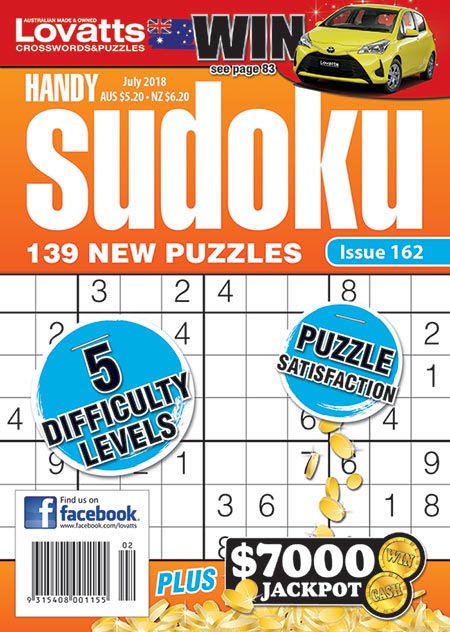 AUSTRALIAN MADE & OWNED
Lovatts
CROSSWORDS&PUZZLES
WIN
see page 83
Lovatts
HANDY
July 2018
AUS $5.20 • NZ $6.20
sudoku
139 NEW PUZZLES
Issue 162
3 2 4 8
2 4 2
1
4 6 4
9 2 1 7 6 9
3 6 1 8
8
5
DIFFICULTY
LEVELS
PUZZLE
SATISFACTION
Find us on
facebook.
www.facebook.com/lovatts
02
9 315408 001155
PLUS
$7000
JACKPOT
WIN
CASH